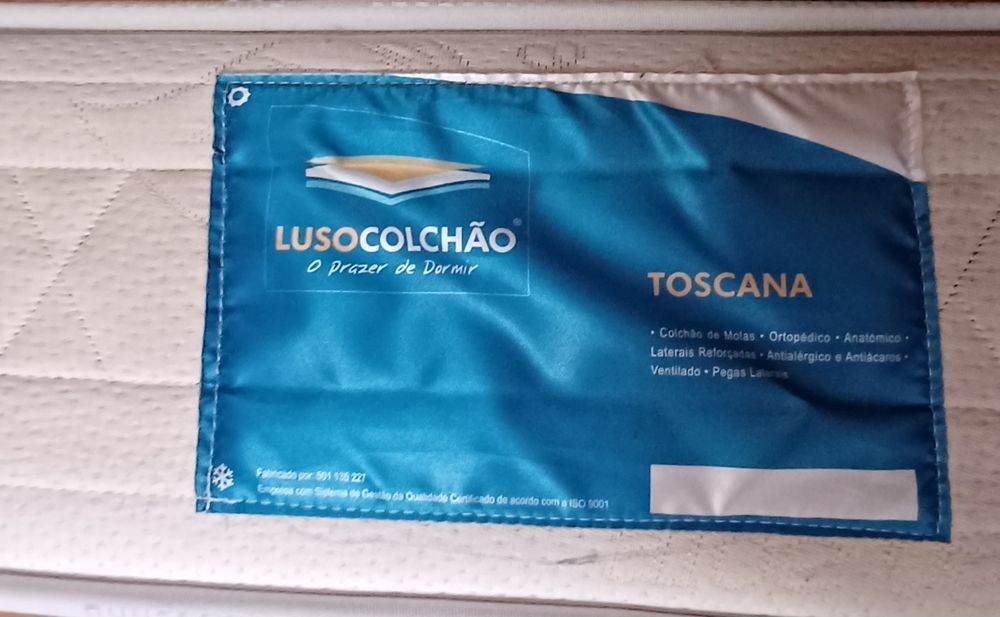 LUSOCOLCHÃO®
O Prazer de Dormir
TOSCANA
• Colchão de Molas • Ortopédico • Anatómico •
Laterais Reforçadas • Antialérgico e Antiácaros •
Ventilado • Pegas Laterais
Fabricado por: 501 135 227
Empresa com Sistema de Gestão da Qualidade Certificado de acordo com a ISO 9001